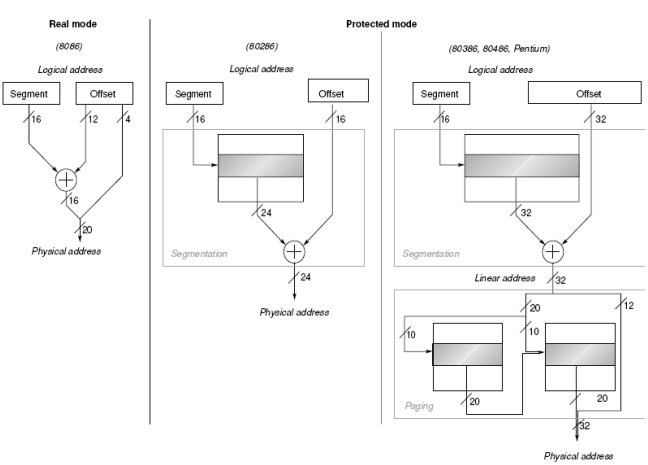 Real mode
Protected mode
(8086)
(80286)
(80386, 80486, Pentium)
Logical address
Logical address
Logical address
Segment
Offset
Segment
Offset
Segment
Offset
16
12
4
16
16
16
32
16
20
Physical address
24
32
Segmentation
Segmentation
24
Linear address
32
Physical address
20
12
10
10
20
20
Paging
32
Physical address